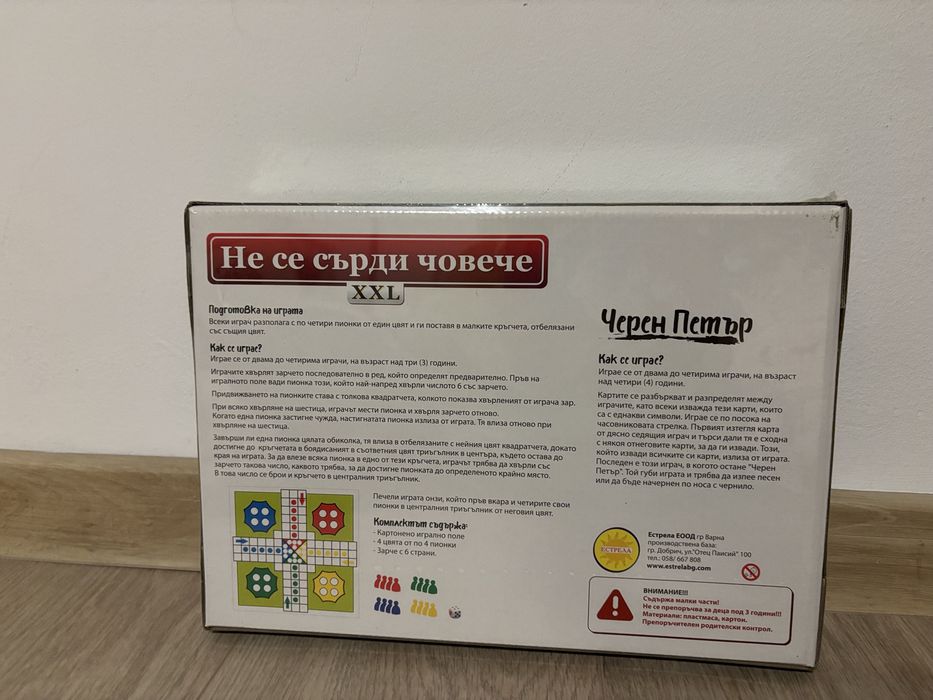 Не се сърди човече
XXL
Подготовка на играта
Всеки играч разполага с по четири пионки от един цвят и ги поставя в малките кръгчета, отбелязани
със същия цвят.
Как се играе?
Играе се от двама до четирима играчи, на възраст над три (3) години.
Играчите хвърлят зарчето последователно в ред, който определят предварително. Пръв на
игралното поле вади пионка този, който най-напред хвърли числото 6 със зарчето.
Придвижването на пионките става с толкова квадратчета, колкото показва хвърленият от играча зар.
При всяко хвърляне на шестица, играчът мести пионка и хвърля зарчето отново.
Когато една пионка застигне чужда, настигнатата пионка излиза от играта. Тя влиза отново при
хвърляне на шестица.
Завърши ли една пионка цялата обиколка, тя влиза в отбелязаните с нейния цвят квадратчета, докато
достигне до кръгчетата в боядисаният в съответния цвят триъгълник в центъра, където остава до
края на играта. За да влезе всяка пионка в едно от тези кръгчета, играчът трябва да хвърли със
зарчето такова число, каквото трябва, за да достигне пионката до определеното крайно място.
В това число се брои и кръгчето в централния триъгълник.
Печели играта онзи, който пръв вкара и четирите свои
пионки в централния триъгълник от неговия цвят.
Комплектът съдържа:
- Картонено игрално поле
- 4 цвята от по 4 пионки
- Зарче с 6 страни.
Черен Петър
Как се играе?
Играе се от двама до четирима играчи, на възраст
над четири (4) години.
Картите се разбъркват и разпределят между
играчите, като всеки изважда тези карти, които
са с еднакви символи. Играе се по посока на
часовниковата стрелка. Първият изтегля карта
от дясно седящия играч и търси дали тя е сходна
с някоя отнеговите карти, за да ги извади. Този,
който извади всичките си карти, излиза от играта.
Последен е този играч, в когото остане "Черен
Петър". Той губи играта и трябва да изпее песен
или да бъде начернен по носа с чернило.
ЕСТРЕЛА
Естрела ЕООД гр Варна
производствена база:
гр. Добрич, ул."Отец Паисий" 100
тел.: 058/ 667 808
www.estrelabg.com
0-3
ВНИМАНИЕ!!!
Съдържа малки части!
Не се препоръчва за деца под 3 години!!!
Материали: пластмаса, картон.
Препоръчителен родителски контрол.